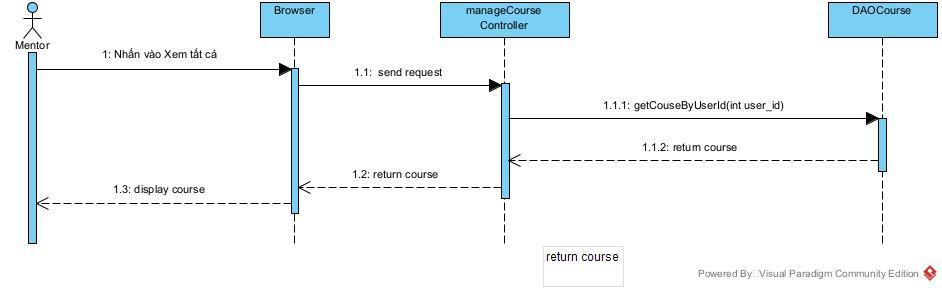 Browser
manageCourse
Controller
DAOCourse
Mentor
1: Nhấn vào Xem tất cả
1.1:  send request
1.1.1: getCouseByUserId(int user_id)
1.1.2: return course
1.2: return course
1.3: display course
return course
Powered By Visual Paradigm Community Edition